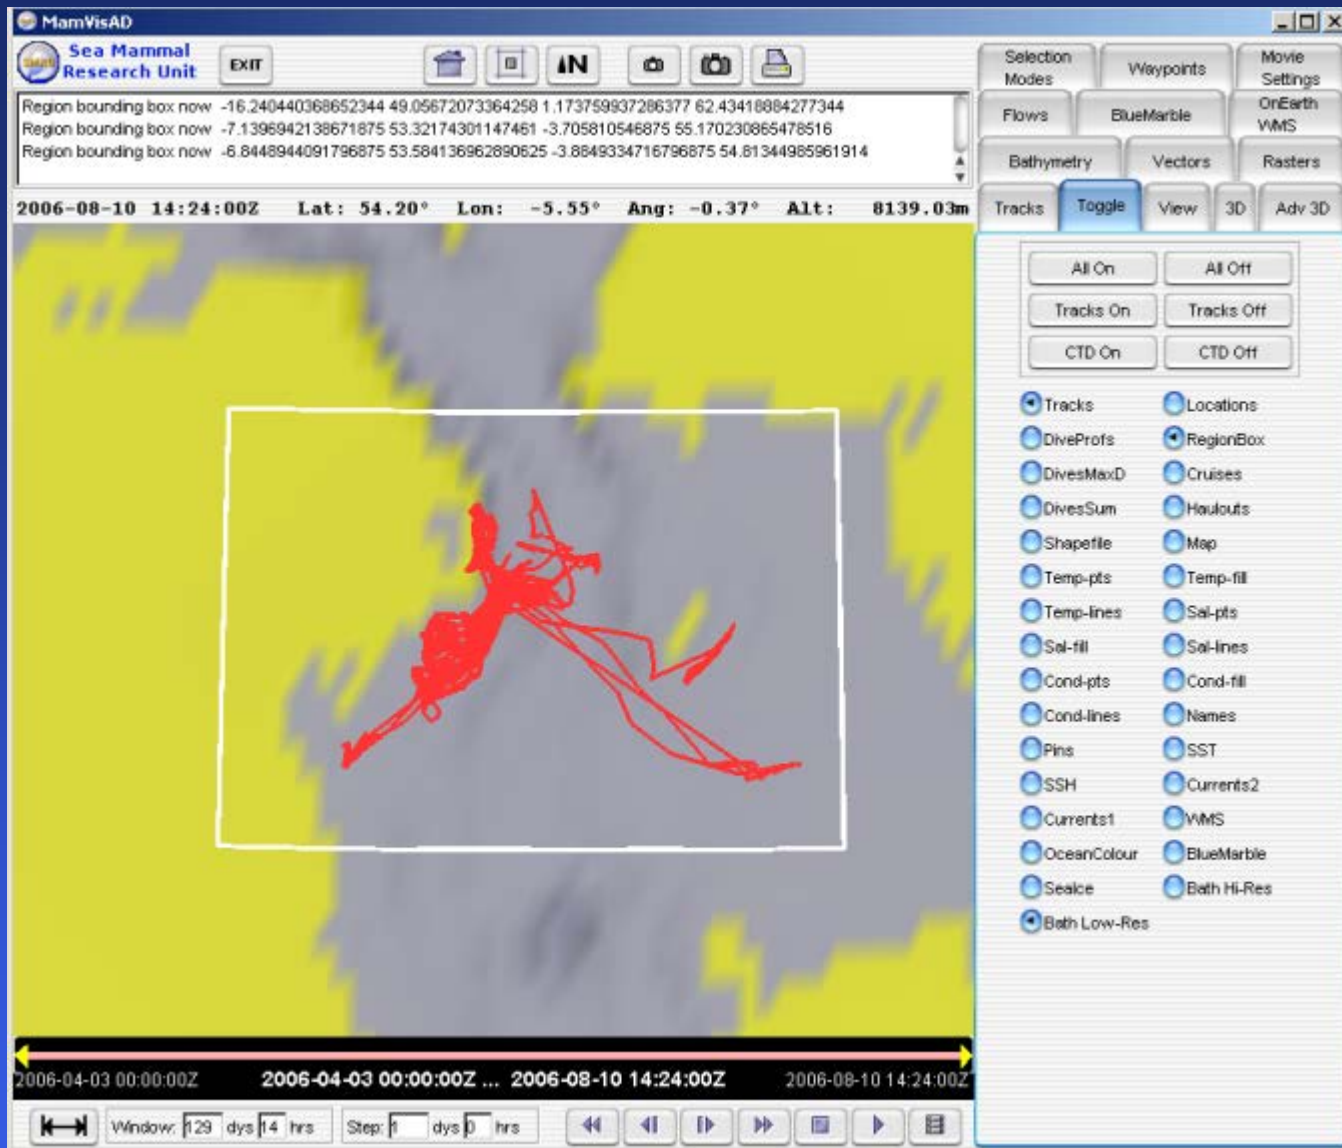 MamVisAD
Sea Mammal
Research Unit
EXIT
N
Region bounding box now -16.240440368652344 49.05672073364258 1.173759937286377 62.43418884277344
Region bounding box now -7.1396942138671875 53.32174301147461 -3.705810546875 55.170230865478516
Region bounding box now -6.8448944091796875 53.584136962890625 -3.8849334716796875 54.81344985961914
2006-08-10 14:24:00Z Lat: 54.20° Lon: -5.55° Ang: -0.37° Alt: 8139.03m
Selection
Modes
Waypoints
Movie
Settings
Flows
BlueMarble
OnEarth
WMS
Bathymetry
Vectors
Rasters
Tracks
Toggle
View
3D
Adv 3D
All On
All Off
Tracks On
Tracks Off
CTD On
CTD Off
Tracks
Locations
DiveProfs
RegionBox
DivesMaxD
Cruises
DivesSum
Haulouts
Shapefile
Map
Temp-pts
Temp-fill
Temp-lines
Sal-pts
Sal-fill
Sal-lines
Cond-pts
Cond-fill
Cond-lines
Names
Pins
SST
SSH
Currents2
Currents1
WMS
OceanColour
BlueMarble
SeaIce
Bath Hi-Res
Bath Low-Res
2006-04-03 00:00:00Z
2006-04-03 00:00:00Z ... 2006-08-10 14:24:00Z
2006-08-10 14:24:00Z
Window: 129 dys 14 hrs
Step: 1 dys 0 hrs